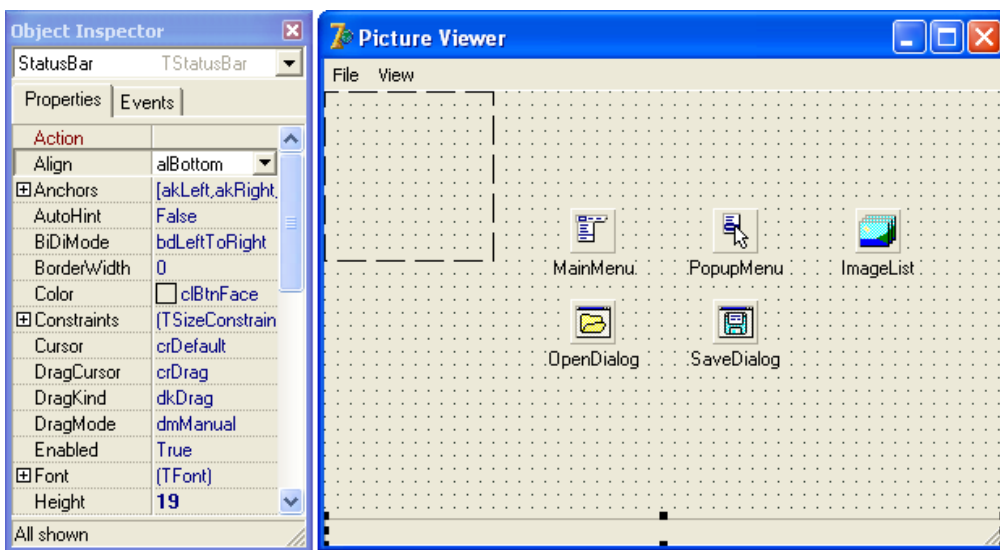 Object Inspector
StatusBar TStatusBar
Properties Events
Action
Align alBottom
Anchors [akLeft,akRight,
AutoHint False
BiDiMode bdLeftToRight
BorderWidth 0
Color clBtnFace
Constraints (TSizeConstrain
Cursor crDefault
DragCursor crDrag
DragKind dkDrag
DragMode dmManual
Enabled True
Font (TFont)
Height 19
All shown
Picture Viewer
File View
MainMenu PopupMenu ImageList
OpenDialog SaveDialog